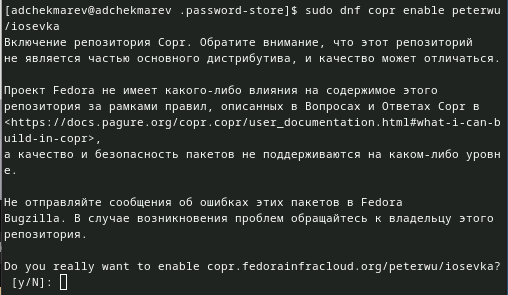 [adchekmarev@adchekmarev .password-store]$ sudo dnf copr enable peterwu
/iosevka
Включение репозитория Copr. Обратите внимание, что этот репозиторий
не является частью основного дистрибутива, и качество может отличаться.

Проект Fedora не имеет какого-либо влияния на содержимое этого
репозитория за рамками правил, описанных в Вопросах и Ответах Copr в
<https://docs.pagure.org/copr.copr/user_documentation.html#what-i-can-b
uild-in-copr>,
а качество и безопасность пакетов не поддерживаются на каком-либо уровн
е.

Не отправляйте сообщения об ошибках этих пакетов в Fedora
Bugzilla. В случае возникновения проблем обращайтесь к владельцу этого
репозитория.

Do you really want to enable copr.fedorainfracloud.org/peterwu/iosevka?
 [y/N]: